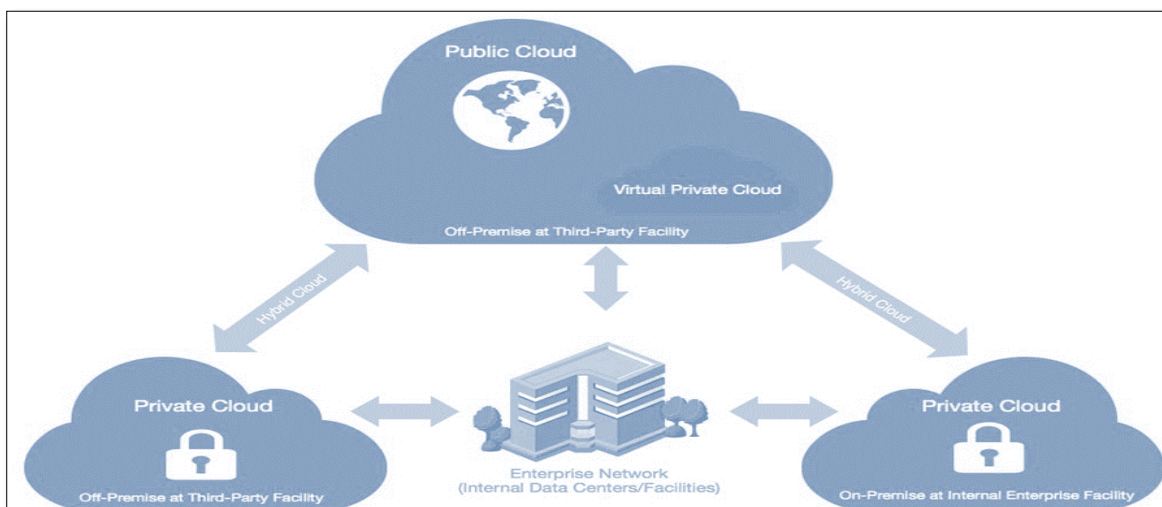 Public Cloud
Virtual Private Cloud
Off-Premise at Third-Party Facility
Hybrid Cloud
Hybrid Cloud
Private Cloud
Off-Premise at Third-Party Facility
Enterprise Network
(Internal Data Centers/Facilities)
Private Cloud
On-Premise at Internal Enterprise Facility